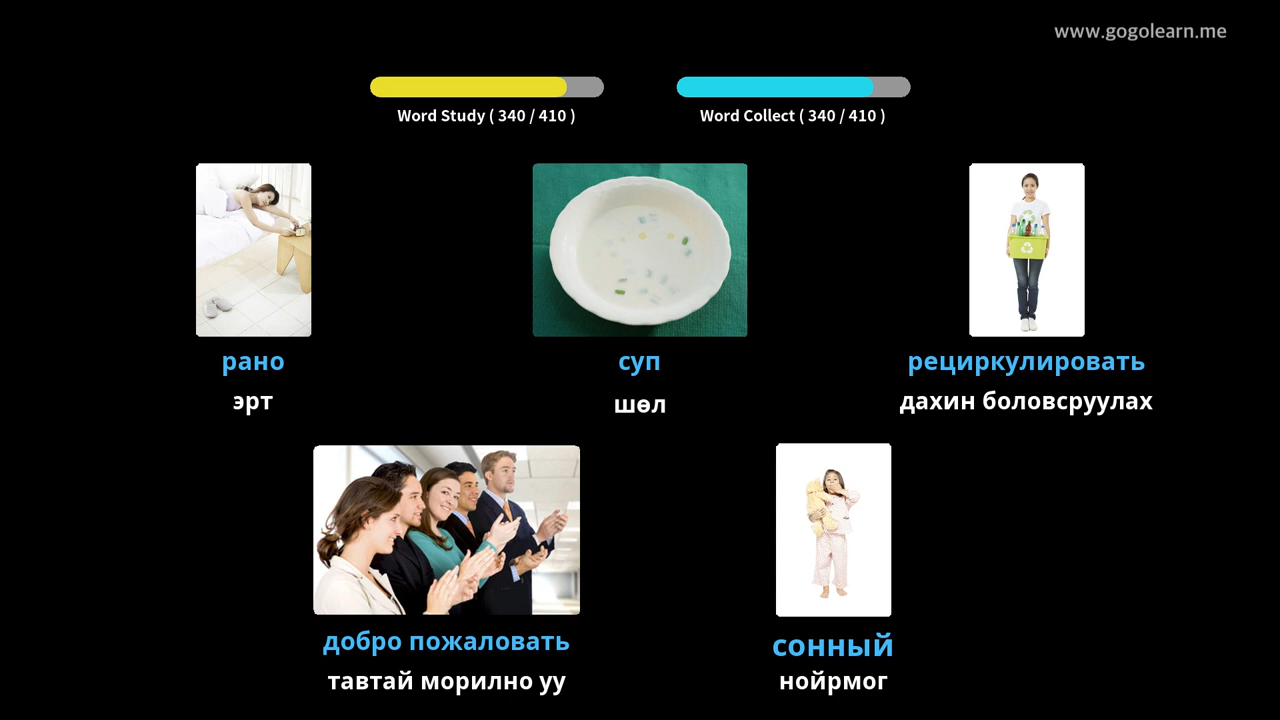 www.gogolearn.me
Word Study ( 340 / 410 )
Word Collect ( 340 / 410 )
рано
эрт
суп
шөл
рециркулировать
дахин боловсруулах
добро пожаловать
тавтай морилно уу
сонный
нойрмог